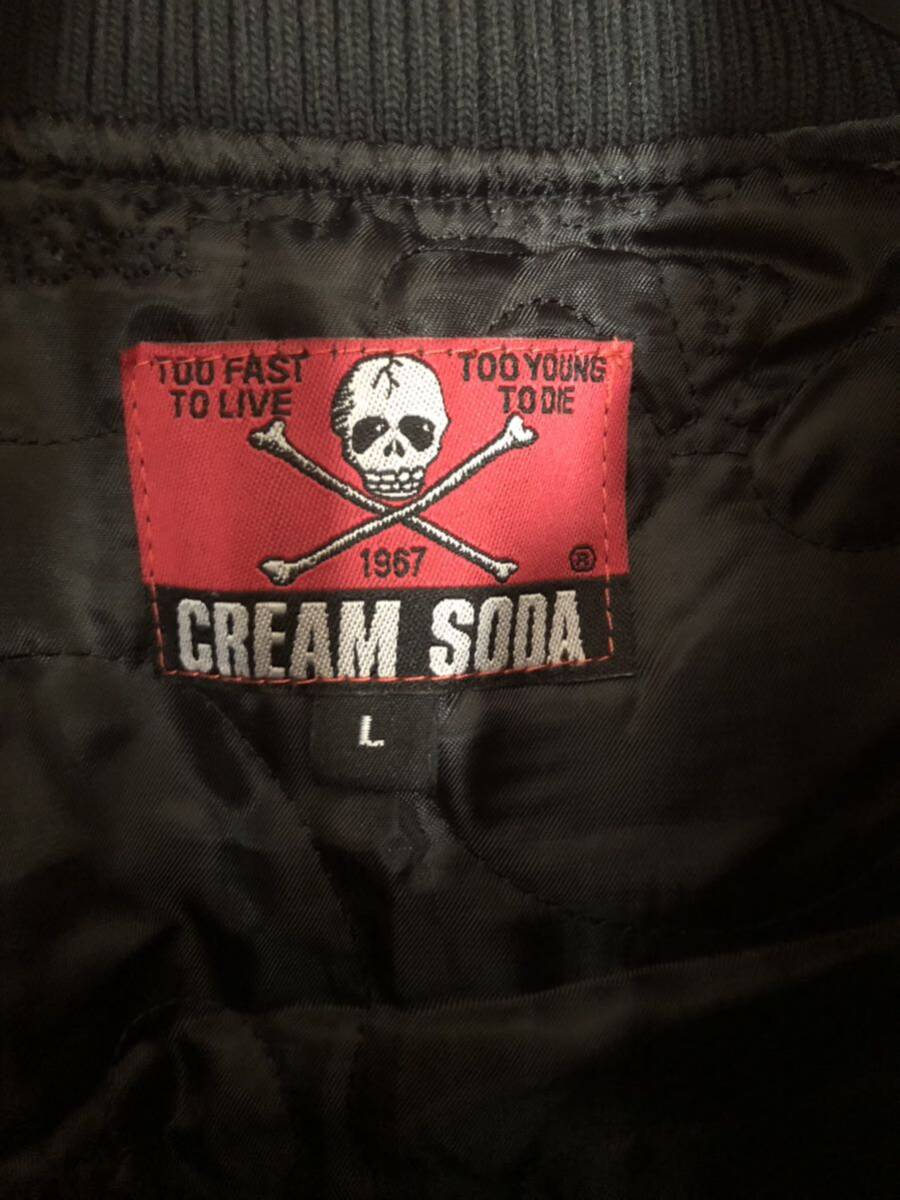 TOO FAST
TO LIVE
TOO YOUNG
TO DIE
1967
®
CREAM SODA
L